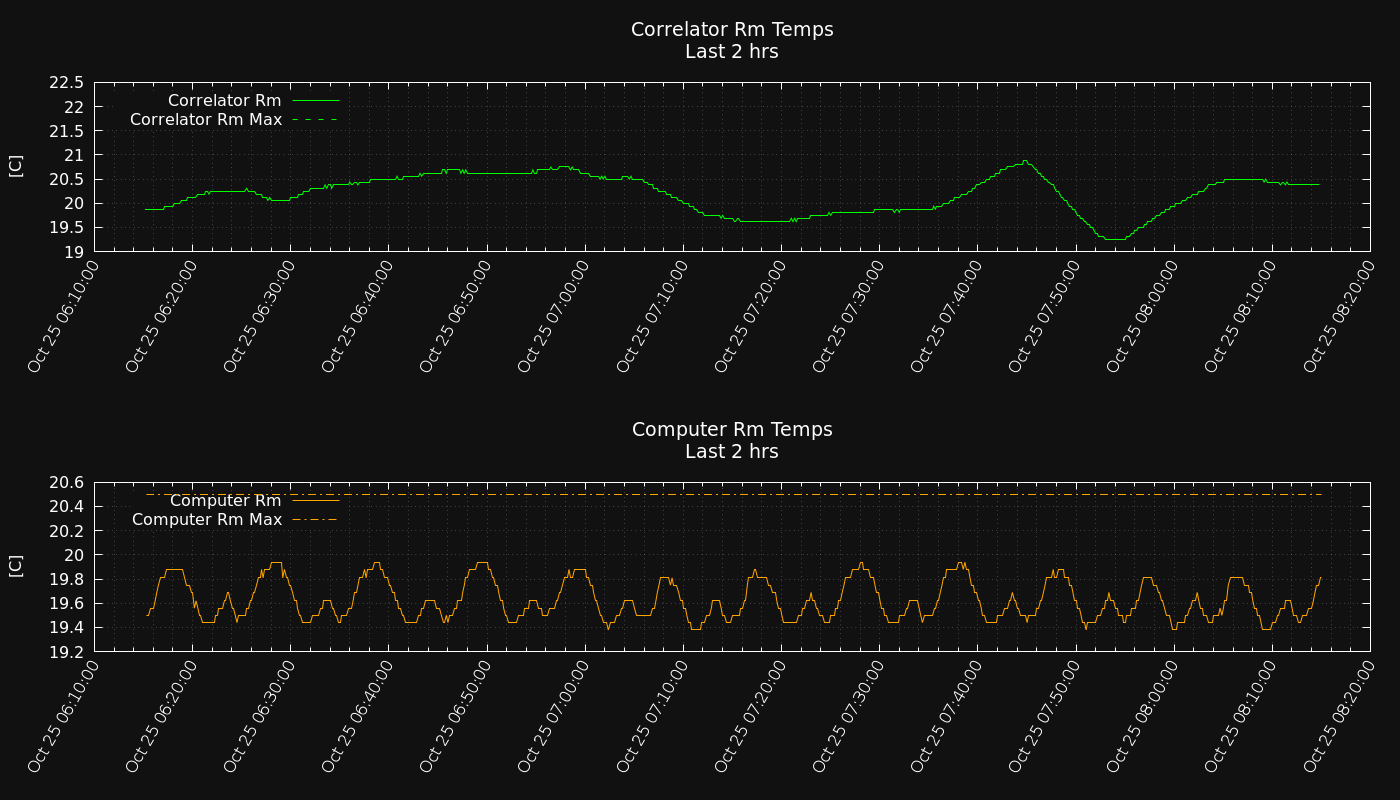 Correlator Rm Temps
Last 2 hrs
22.5
22
21.5
21
20.5
20
19.5
19
[C]
Correlator Rm
Correlator Rm Max
Oct 25 06:10:00
Oct 25 06:20:00
Oct 25 06:30:00
Oct 25 06:40:00
Oct 25 06:50:00
Oct 25 07:00:00
Oct 25 07:10:00
Oct 25 07:20:00
Oct 25 07:30:00
Oct 25 07:40:00
Oct 25 07:50:00
Oct 25 08:00:00
Oct 25 08:10:00
Oct 25 08:20:00
Computer Rm Temps
Last 2 hrs
20.6
20.4
20.2
20
19.8
19.6
19.4
19.2
[C]
Computer Rm
Computer Rm Max
Oct 25 06:10:00
Oct 25 06:20:00
Oct 25 06:30:00
Oct 25 06:40:00
Oct 25 06:50:00
Oct 25 07:00:00
Oct 25 07:10:00
Oct 25 07:20:00
Oct 25 07:30:00
Oct 25 07:40:00
Oct 25 07:50:00
Oct 25 08:00:00
Oct 25 08:10:00
Oct 25 08:20:00